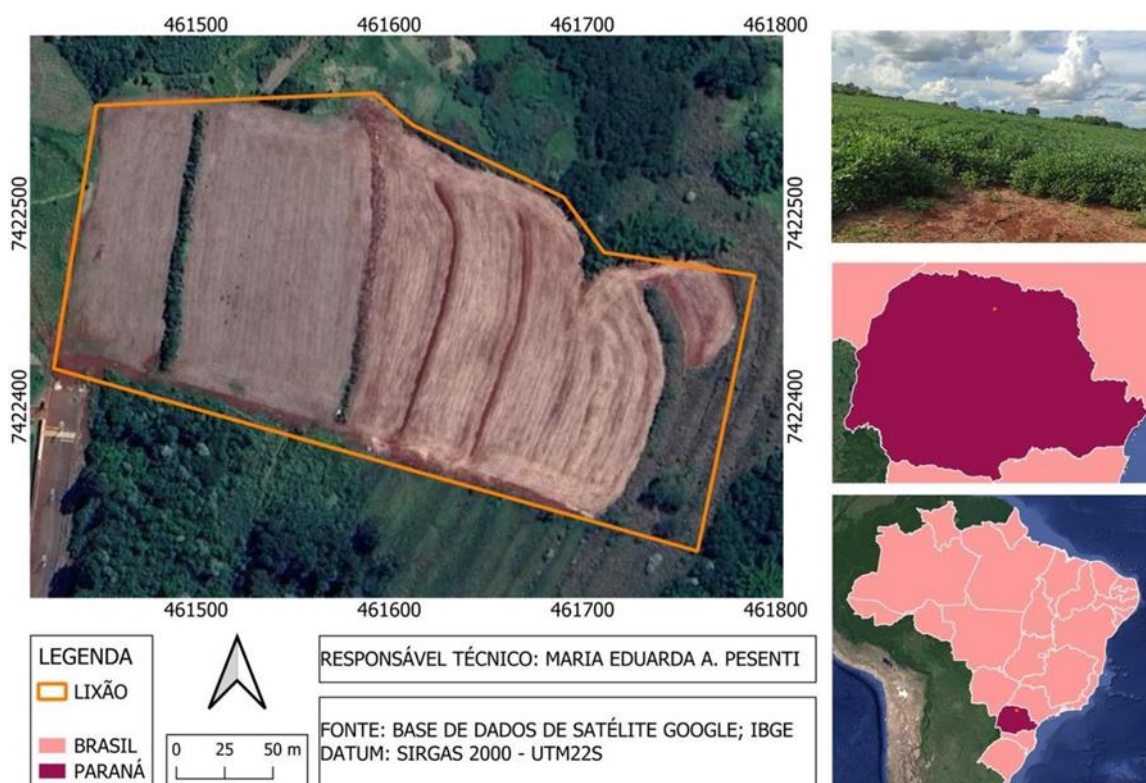 461500 461600 461700 461800
7422500
7422500
7422400
7422400
461500 461600 461700 461800
LEGENDA
LIXÃO
BRASIL
PARANÁ
0 25 50 m
RESPONSÁVEL TÉCNICO: MARIA EDUARDA A. PESENTI
FONTE: BASE DE DADOS DE SATÉLITE GOOGLE; IBGE
DATUM: SIRGAS 2000 - UTM22S